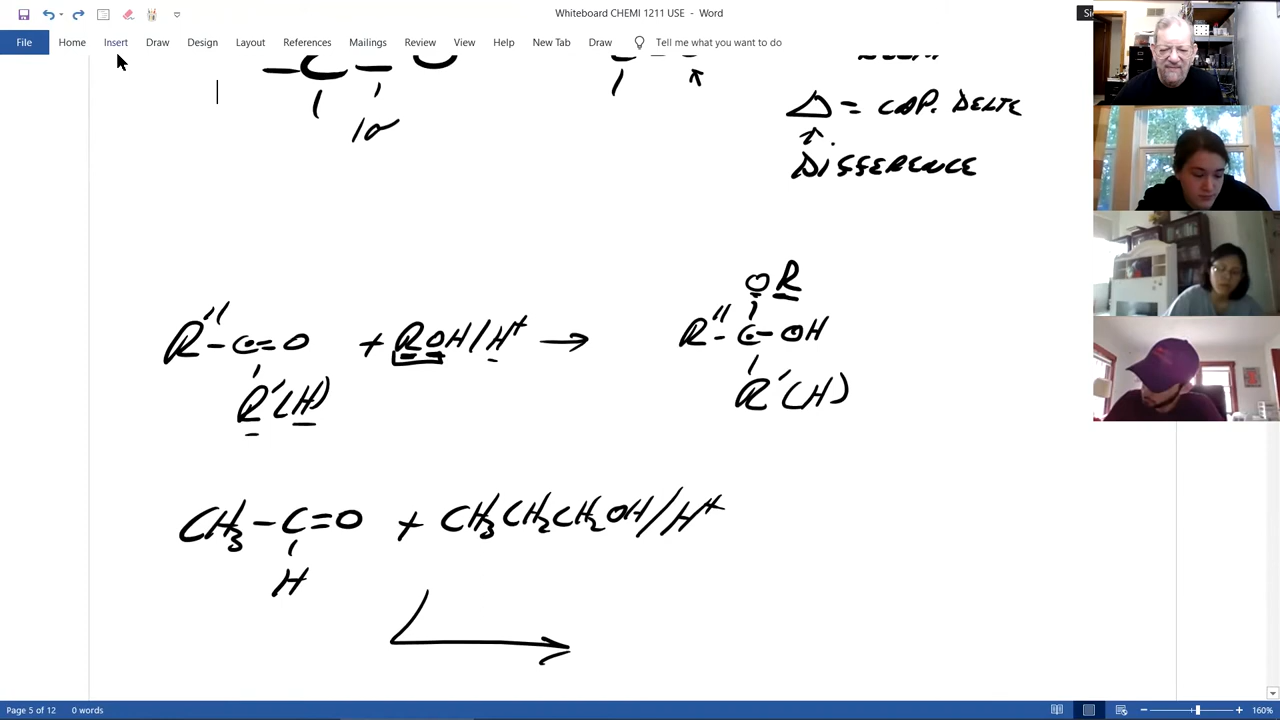 Whiteboard CHEMI 1211 USE - Word
File Home Insert Draw Design Layout References Mailings Review View Help New Tab Draw Tell me what you want to do
Δ = CAP. DELTE
DIFFERENCE
OR
R'' - C = O + ROH/H+ → R'' - C - OH
R'(H) R'(H)
CH3 - C = O + CH3CH2CH2OH/H+
H
Page 5 of 12 0 words 160%